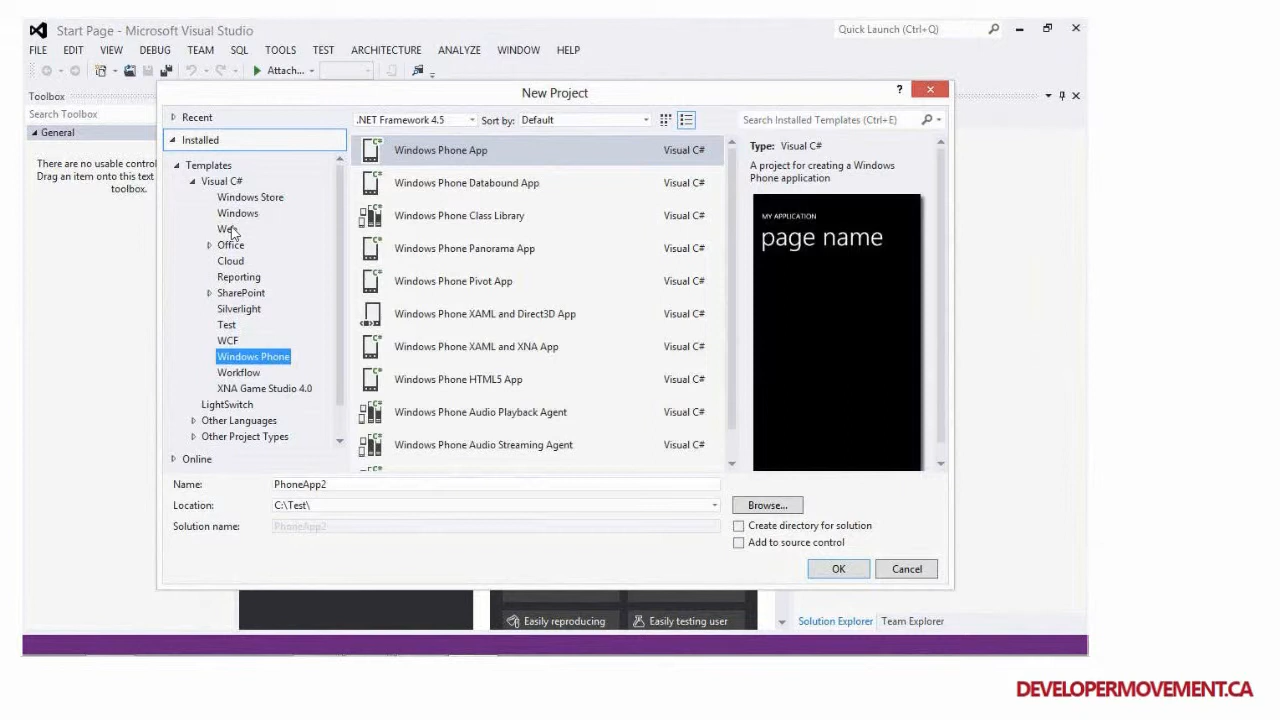 Start Page - Microsoft Visual Studio
Quick Launch (Ctrl+Q)
FILE EDIT VIEW DEBUG TEAM SQL TOOLS TEST ARCHITECTURE ANALYZE WINDOW HELP
Attach...
Toolbox
Search Toolbox
General
There are no usable control
Drag an item onto this text
toolbox.
New Project
?
Recent
Installed
.NET Framework 4.5
Sort by: Default
Search Installed Templates (Ctrl+E)
Templates
Visual C#
Windows Store
Windows
Office
Cloud
Reporting
SharePoint
Silverlight
Test
WCF
Windows Phone
Workflow
XNA Game Studio 4.0
LightSwitch
Other Languages
Other Project Types
Online
Windows Phone App Visual C#
Windows Phone Databound App Visual C#
Windows Phone Class Library Visual C#
Windows Phone Panorama App Visual C#
Windows Phone Pivot App Visual C#
Windows Phone XAML and Direct3D App Visual C#
Windows Phone XAML and XNA App Visual C#
Windows Phone HTML5 App Visual C#
Windows Phone Audio Playback Agent Visual C#
Windows Phone Audio Streaming Agent Visual C#
Type: Visual C#
A project for creating a Windows
Phone application
MY APPLICATION
page name
Name: PhoneApp2
Location: C:\Test\
Browse...
Solution name: PhoneApp2
Create directory for solution
Add to source control
OK
Cancel
Easily reproducing
Easily testing user
Solution Explorer
Team Explorer
DEVELOPERMOVEMENT.CA